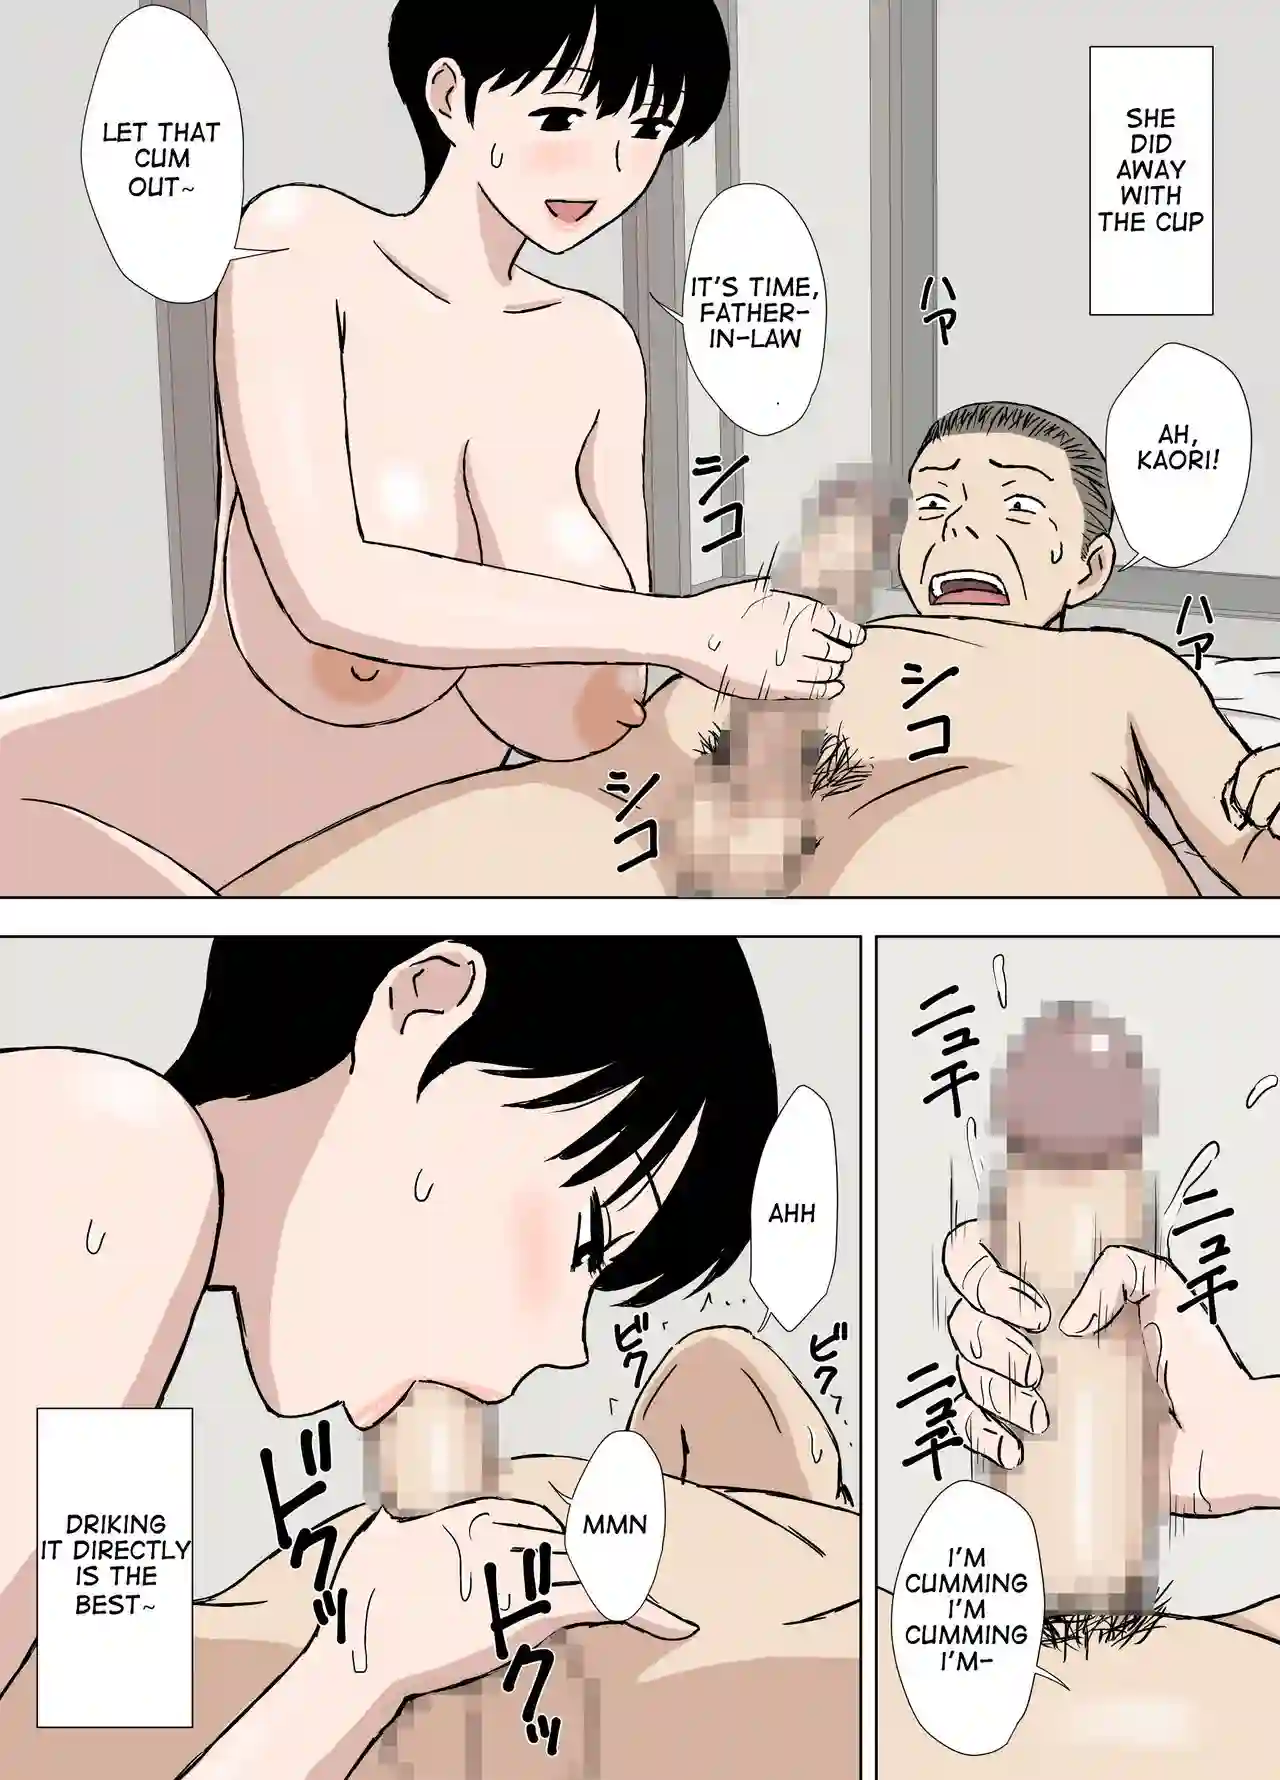 SHE
DID
AWAY
WITH
THE CUP
LET THAT
CUM
OUT~
IT'S TIME,
FATHER-
IN-LAW
ハァ
AH,
KAORI!
ハァ
シコ
シコ
シコ
ニュチ
ニュチ
ニュチ
I'M
CUMMING
I'M
CUMMING
I'M-
AHH
ビクッ
ビクッ
MMN
ドクッ
ドクッ
DRIKING
IT DIRECTLY
IS THE
BEST~